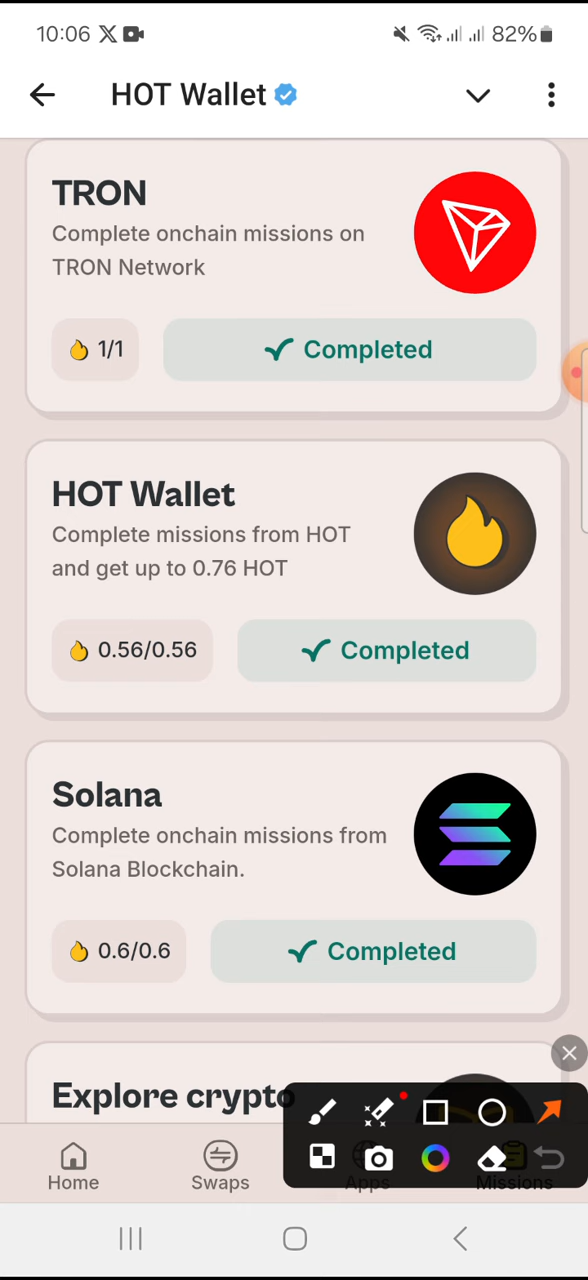 10:06 82%
HOT Wallet
TRON
Complete onchain missions on
TRON Network
1/1 Completed
HOT Wallet
Complete missions from HOT
and get up to 0.76 HOT
0.56/0.56 Completed
Solana
Complete onchain missions from
Solana Blockchain.
0.6/0.6 Completed
Explore crypto
Home Swaps Apps Missions